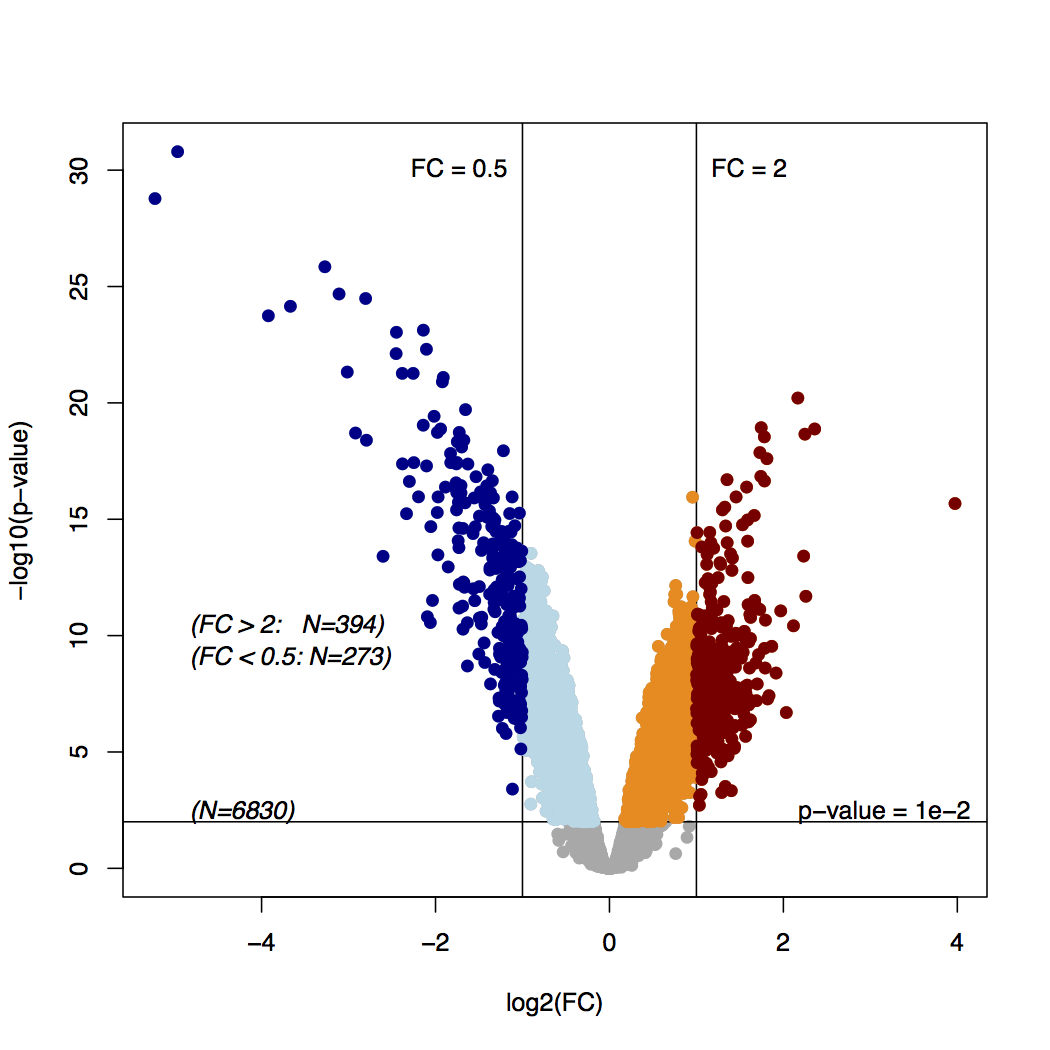 FC = 0.5
FC = 2
30
25
20
15
10
5
0
−log10(p−value)
(FC > 2: N=394)
(FC < 0.5: N=273)
(N=6830)
p−value = 1e−2
−4
−2
0
2
4
log2(FC)